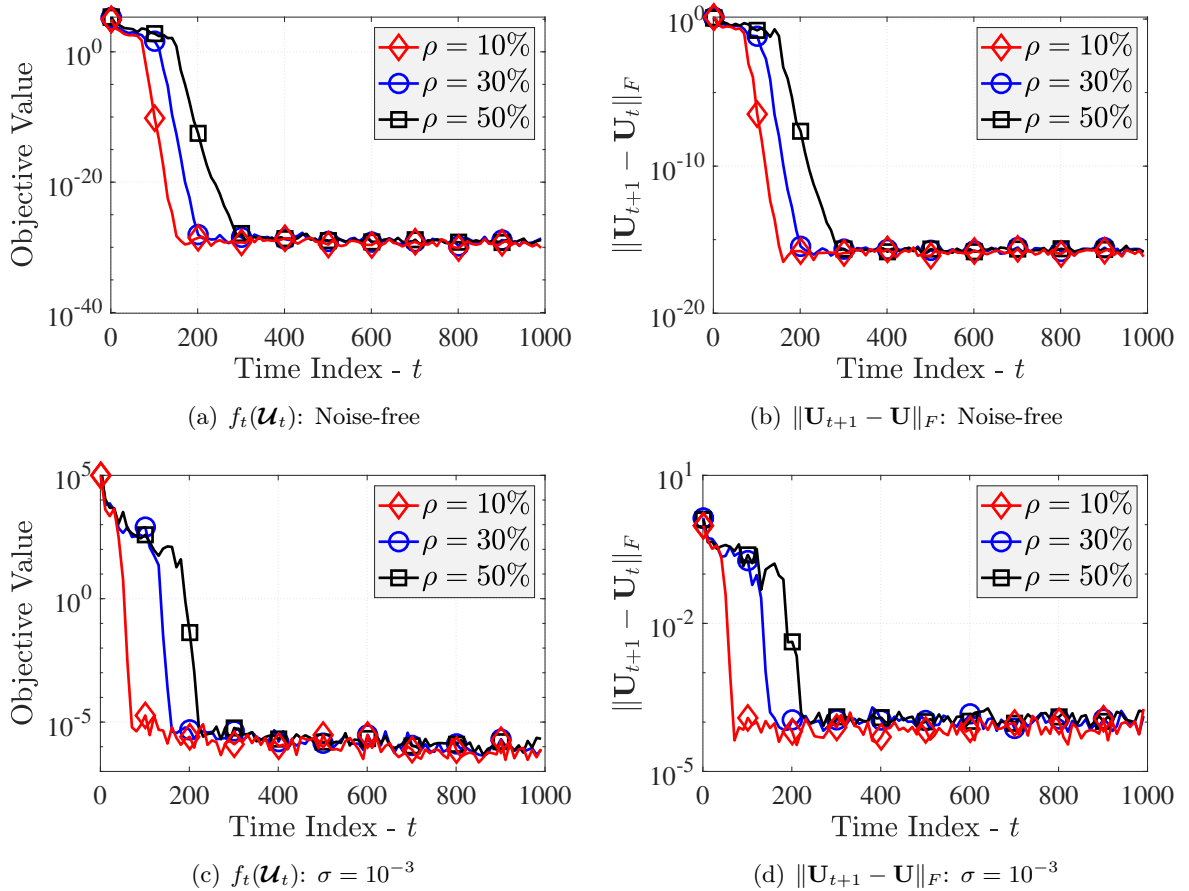 10^0
10^-20
10^-40
Objective Value
0 200 400 600 800 1000
Time Index - t
ρ = 10%
ρ = 30%
ρ = 50%
(a) f_t(𝓤_t): Noise-free
10^0
10^-10
10^-20
‖𝐔_{t+1} − 𝐔_t‖_F
0 200 400 600 800 1000
Time Index - t
ρ = 10%
ρ = 30%
ρ = 50%
(b) ‖𝐔_{t+1} − 𝐔‖_F: Noise-free
10^5
10^0
10^-5
Objective Value
0 200 400 600 800 1000
Time Index - t
ρ = 10%
ρ = 30%
ρ = 50%
(c) f_t(𝓤_t): σ = 10^-3
10^1
10^-2
10^-5
‖𝐔_{t+1} − 𝐔_t‖_F
0 200 400 600 800 1000
Time Index - t
ρ = 10%
ρ = 30%
ρ = 50%
(d) ‖𝐔_{t+1} − 𝐔‖_F: σ = 10^-3